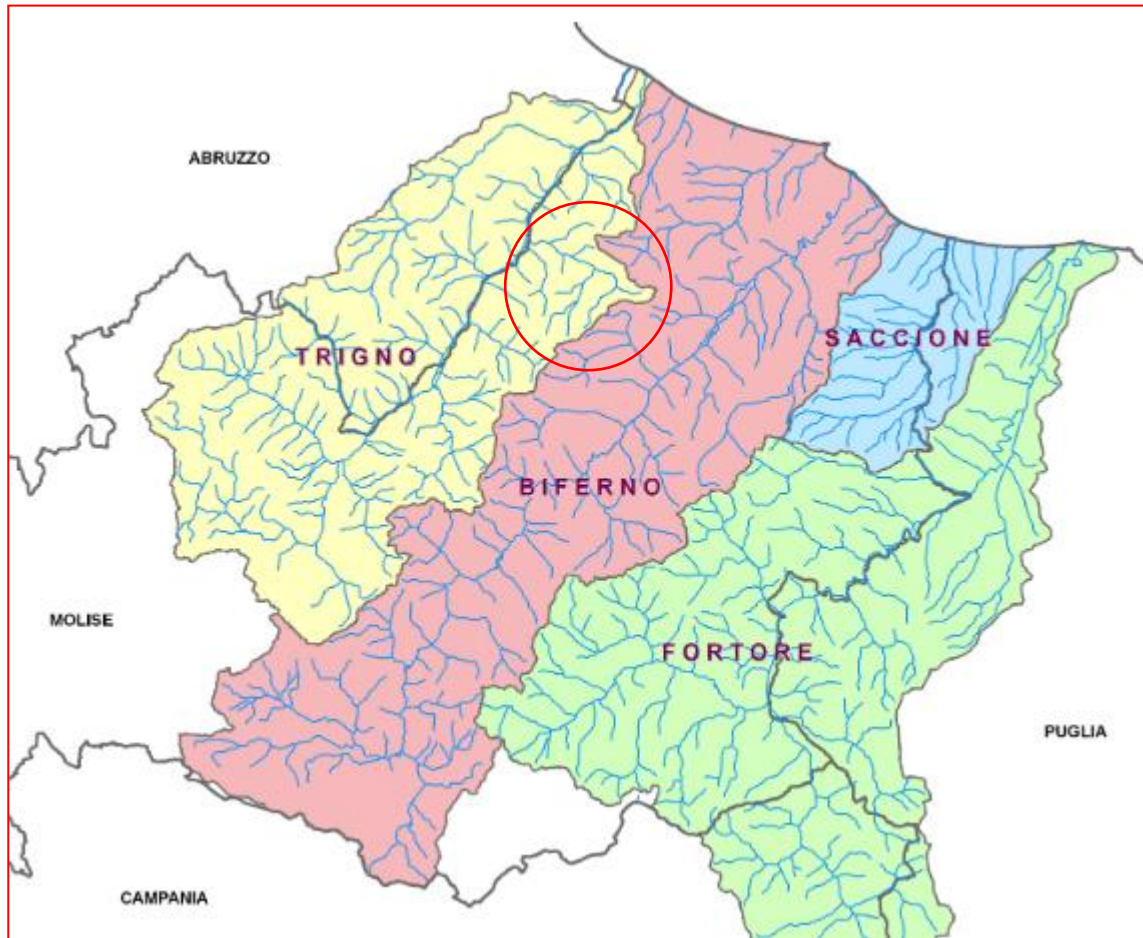 ABRUZZO
TRIGNO
SACCIONE
BIFERNO
MOLISE
FORTORE
PUGLIA
CAMPANIA